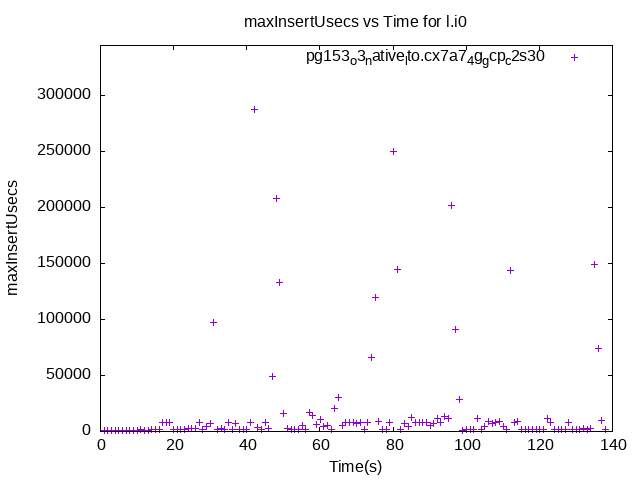 maxInsertUsecs vs Time for l.i0
pg153_o3_native_lto.cx7a7_4g_gcp_c2s30
300000
250000
200000
150000
100000
50000
0
maxInsertUsecs
0 20 40 60 80 100 120 140
Time(s)